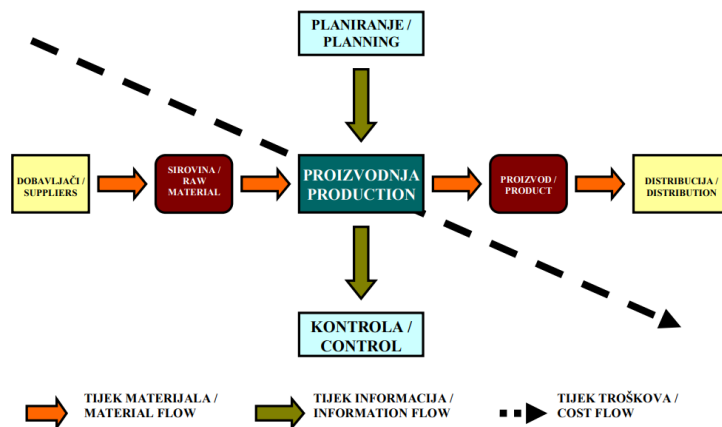 PLANIRANJE /
PLANNING
DOBAVLJAČI /
SUPPLIERS
SIROVINA /
RAW
MATERIAL
PROIZVODNJA
PRODUCTION
PROIZVOD /
PRODUCT
DISTRIBUCIJA /
DISTRIBUTION
KONTROLA /
CONTROL
TIJEK MATERIJALA /
MATERIAL FLOW
TIJEK INFORMACIJA /
INFORMATION FLOW
TIJEK TROŠKOVA /
COST FLOW